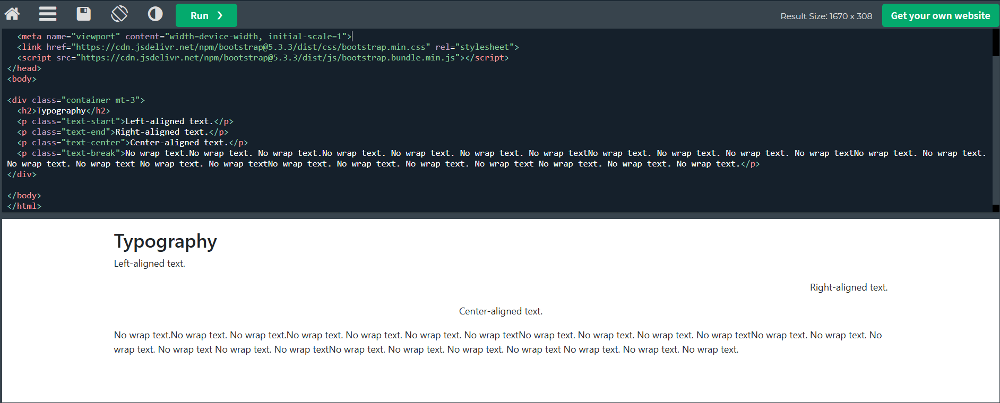 Run ❯
Result Size: 1670 x 308
Get your own website
<meta name="viewport" content="width=device-width, initial-scale=1">
<link href="https://cdn.jsdelivr.net/npm/bootstrap@5.3.3/dist/css/bootstrap.min.css" rel="stylesheet">
<script src="https://cdn.jsdelivr.net/npm/bootstrap@5.3.3/dist/js/bootstrap.bundle.min.js"></script>
</head>
<body>
<div class="container mt-3">
<h2>Typography</h2>
<p class="text-start">Left-aligned text.</p>
<p class="text-end">Right-aligned text.</p>
<p class="text-center">Center-aligned text.</p>
<p class="text-break">No wrap text.No wrap text. No wrap text.No wrap text. No wrap text. No wrap text. No wrap textNo wrap text. No wrap text. No wrap text. No wrap textNo wrap text. No wrap text.
No wrap text. No wrap text No wrap text. No wrap textNo wrap text. No wrap text. No wrap text. No wrap text No wrap text. No wrap text. No wrap text.</p>
</div>
</body>
</html>
Typography
Left-aligned text.
Right-aligned text.
Center-aligned text.
No wrap text.No wrap text. No wrap text.No wrap text. No wrap text. No wrap text. No wrap textNo wrap text. No wrap text. No wrap text. No wrap textNo wrap text. No wrap text. No
wrap text. No wrap text No wrap text. No wrap textNo wrap text. No wrap text. No wrap text. No wrap text No wrap text. No wrap text. No wrap text.